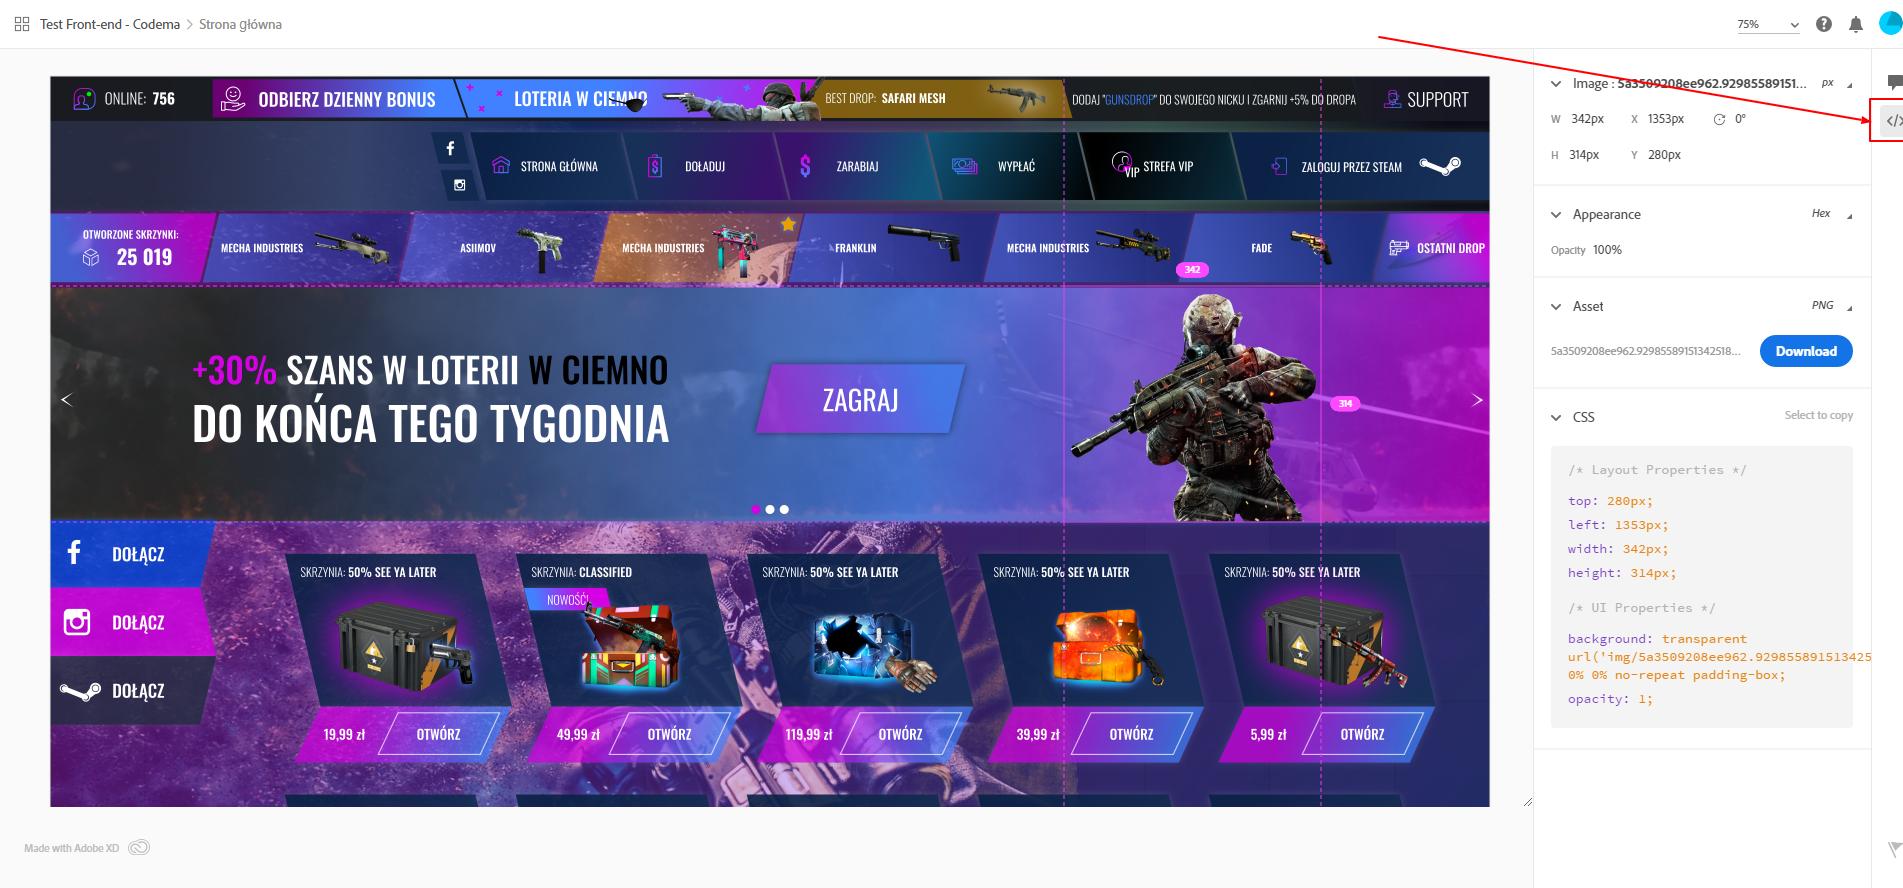 Test Front-end - Codema > Strona główna
75%
ONLINE: 756
ODBIERZ DZIENNY BONUS
LOTERIA W CIEMNO
BEST DROP: SAFARI MESH
DODAJ "GUNSDROP" DO SWOJEGO NICKU I ZGARNIJ +5% DO DROPA
SUPPORT
STRONA GŁÓWNA
DOŁADUJ
ZARABIAJ
WYPŁAĆ
VIP
STREFA VIP
ZALOGUJ PRZEZ STEAM
OTWORZONE SKRZYNKI:
25 019
MECHA INDUSTRIES
ASIIMOV
MECHA INDUSTRIES
FRANKLIN
MECHA INDUSTRIES
FADE
OSTATNI DROP
342
+30% SZANS W LOTERII W CIEMNO
DO KOŃCA TEGO TYGODNIA
ZAGRAJ
314
DOŁĄCZ
DOŁĄCZ
DOŁĄCZ
SKRZYNIA: 50% SEE YA LATER
19,99 zł
OTWÓRZ
SKRZYNIA: CLASSIFIED
NOWOŚĆ!
49,99 zł
OTWÓRZ
SKRZYNIA: 50% SEE YA LATER
119,99 zł
OTWÓRZ
SKRZYNIA: 50% SEE YA LATER
39,99 zł
OTWÓRZ
SKRZYNIA: 50% SEE YA LATER
5,99 zł
OTWÓRZ
Made with Adobe XD
Image : 5a3509208ee962.92985589151... px
W 342px X 1353px 0°
H 314px Y 280px
Appearance Hex
Opacity 100%
Asset PNG
5a3509208ee962.92985589151342518... Download
CSS Select to copy
/* Layout Properties */
top: 280px;
left: 1353px;
width: 342px;
height: 314px;
/* UI Properties */
background: transparent
url('img/5a3509208ee962.929855891513425
0% 0% no-repeat padding-box;
opacity: 1;